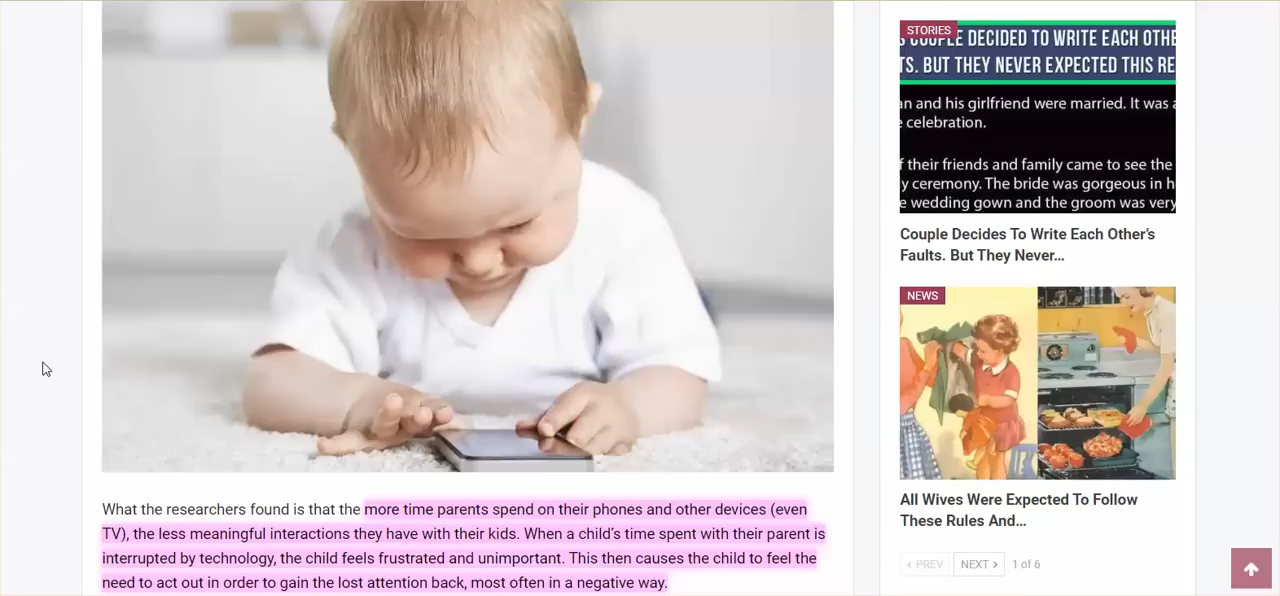 What the researchers found is that the more time parents spend on their phones and other devices (even
TV), the less meaningful interactions they have with their kids. When a child's time spent with their parent is
interrupted by technology, the child feels frustrated and unimportant. This then causes the child to feel the
need to act out in order to gain the lost attention back, most often in a negative way.
STORIES
COUPLE DECIDED TO WRITE EACH OTHE
TS. BUT THEY NEVER EXPECTED THIS RE
an and his girlfriend were married. It was a
e celebration.
f their friends and family came to see the
y ceremony. The bride was gorgeous in h
e wedding gown and the groom was very
Couple Decides To Write Each Other's
Faults. But They Never...
NEWS
All Wives Were Expected To Follow
These Rules And...
PREV NEXT 1 of 6